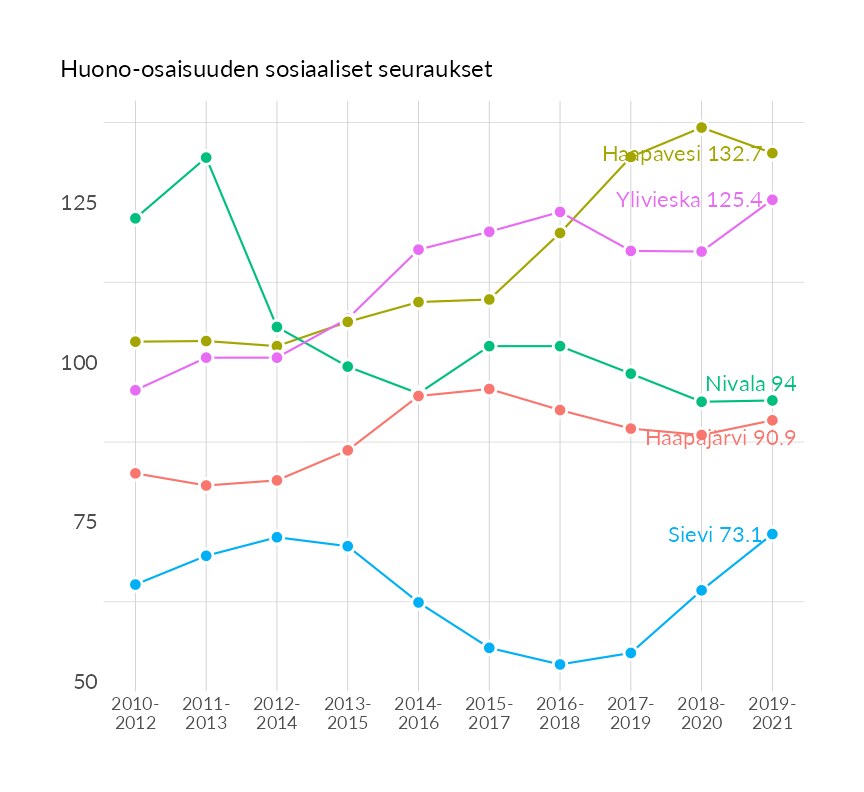 Huono-osaisuuden sosiaaliset seuraukset
Haapavesi 132.7
Ylivieska 125.4
125
100
Nivala 94
Haapajärvi 90.9
75
Sievi 73.1
50
2010- 2011- 2012- 2013- 2014- 2015- 2016- 2017- 2018- 2019-
2012 2013 2014 2015 2016 2017 2018 2019 2020 2021